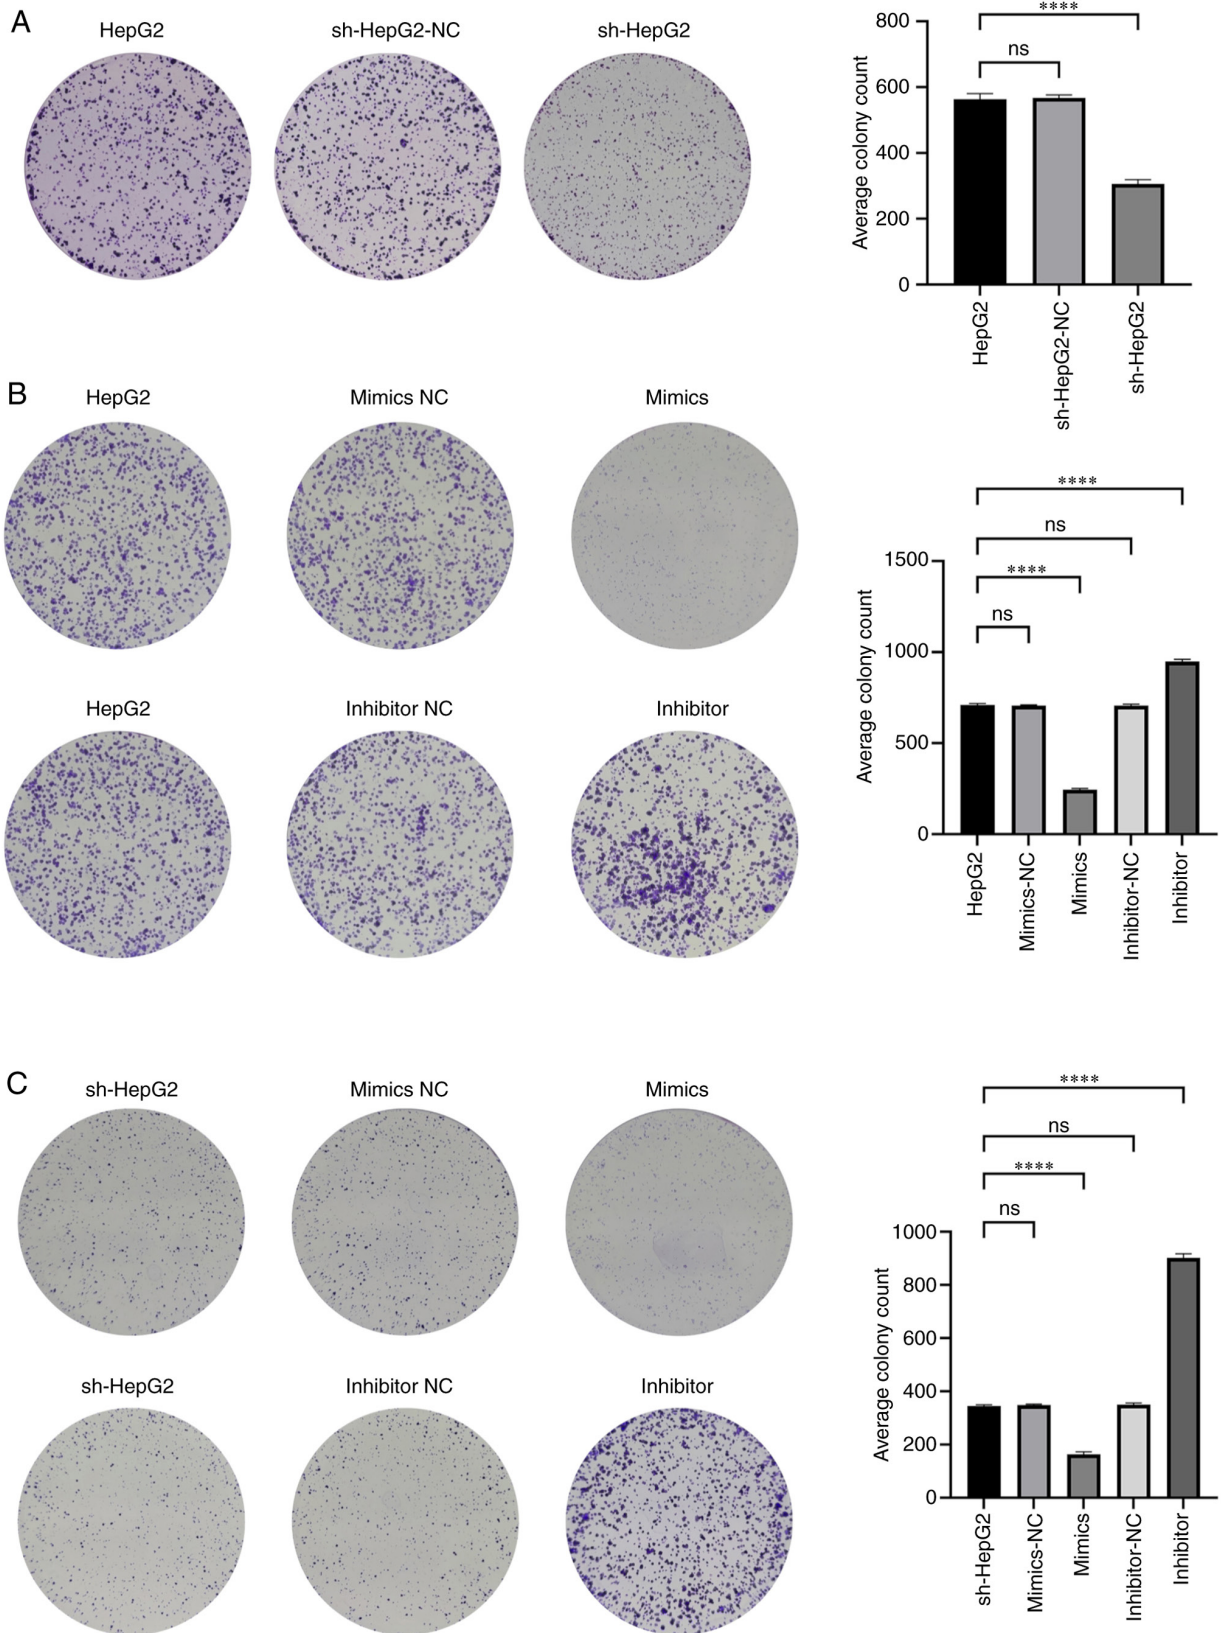 A
HepG2
sh-HepG2-NC
sh-HepG2
****
ns
Average colony count
800
600
400
200
0
HepG2
sh-HepG2-NC
sh-HepG2
B
HepG2
Mimics NC
Mimics
HepG2
Inhibitor NC
Inhibitor
****
ns
****
ns
Average colony count
1500
1000
500
0
HepG2
Mimics-NC
Mimics
Inhibitor-NC
Inhibitor
C
sh-HepG2
Mimics NC
Mimics
sh-HepG2
Inhibitor NC
Inhibitor
****
ns
****
ns
Average colony count
1000
800
600
400
200
0
sh-HepG2
Mimics-NC
Mimics
Inhibitor-NC
Inhibitor